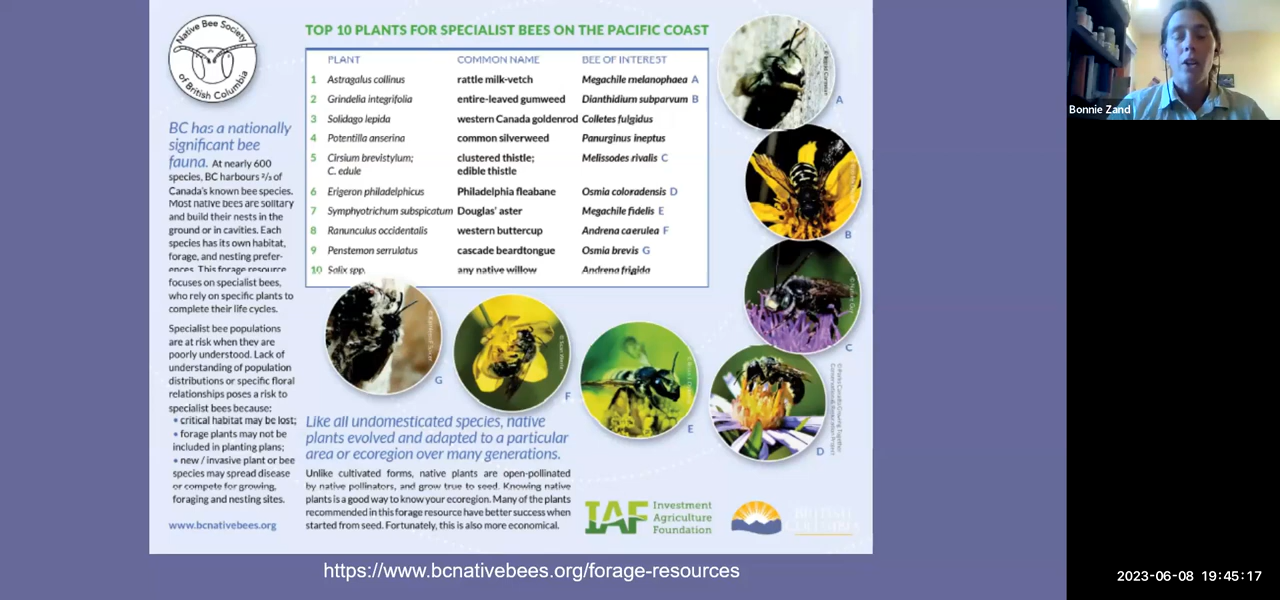 Native Bee Society
of British Columbia
TOP 10 PLANTS FOR SPECIALIST BEES ON THE PACIFIC COAST
PLANT COMMON NAME BEE OF INTEREST
1 Astragalus collinus rattle milk-vetch Megachile melanophaea A
2 Grindelia integrifolia entire-leaved gumweed Dianthidium subparvum B
3 Solidago lepida western Canada goldenrod Colletes fulgidus
4 Potentilla anserina common silverweed Panurginus ineptus
5 Cirsium brevistylum; clustered thistle; Melissodes rivalis C
C. edule edible thistle
6 Erigeron philadelphicus Philadelphia fleabane Osmia coloradensis D
7 Symphyotrichum subspicatum Douglas' aster Megachile fidelis E
8 Ranunculus occidentalis western buttercup Andrena caerulea F
9 Penstemon serrulatus cascade beardtongue Osmia brevis G
10 Salix spp. any native willow Andrena frigida
BC has a nationally
significant bee
fauna. At nearly 600
species, BC harbours ⅔ of
Canada's known bee species.
Most native bees are solitary
and build their nests in the
ground or in cavities. Each
species has its own habitat,
forage, and nesting prefer-
ences. This forage resource
focuses on specialist bees,
who rely on specific plants to
complete their life cycles.
Specialist bee populations
are at risk when they are
poorly understood. Lack of
understanding of population
distributions or specific floral
relationships poses a risk to
specialist bees because:
• critical habitat may be lost;
• forage plants may not be
included in planting plans;
• new / invasive plant or bee
species may spread disease
or compete for growing,
foraging and nesting sites.
www.bcnativebees.org
A
B
C
D
E
F
G
Like all undomesticated species, native
plants evolved and adapted to a particular
area or ecoregion over many generations.
Unlike cultivated forms, native plants are open-pollinated
by native pollinators, and grow true to seed. Knowing native
plants is a good way to know your ecoregion. Many of the plants
recommended in this forage resource have better success when
started from seed. Fortunately, this is also more economical.
IAF Investment
Agriculture
Foundation
BRITISH
COLUMBIA
https://www.bcnativebees.org/forage-resources
Bonnie Zand
2023-06-08 19:45:17